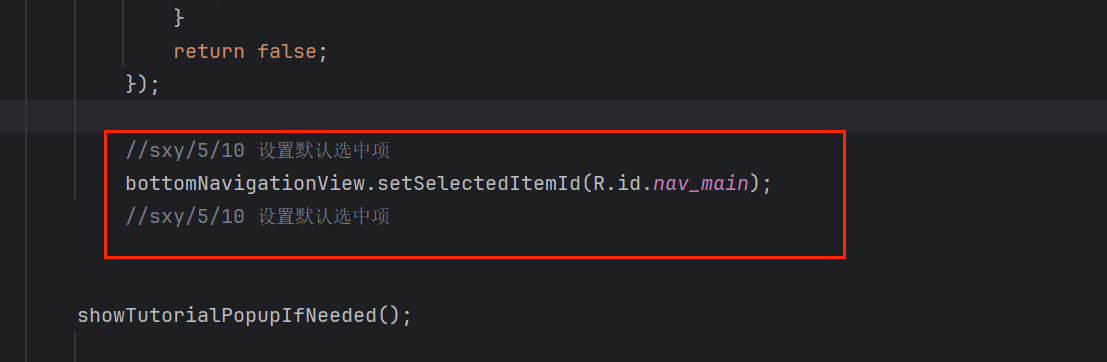 }
return false;
});
//sxy/5/10 设置默认选中项
bottomNavigationView.setSelectedItemId(R.id.nav_main);
//sxy/5/10 设置默认选中项
showTutorialPopupIfNeeded();